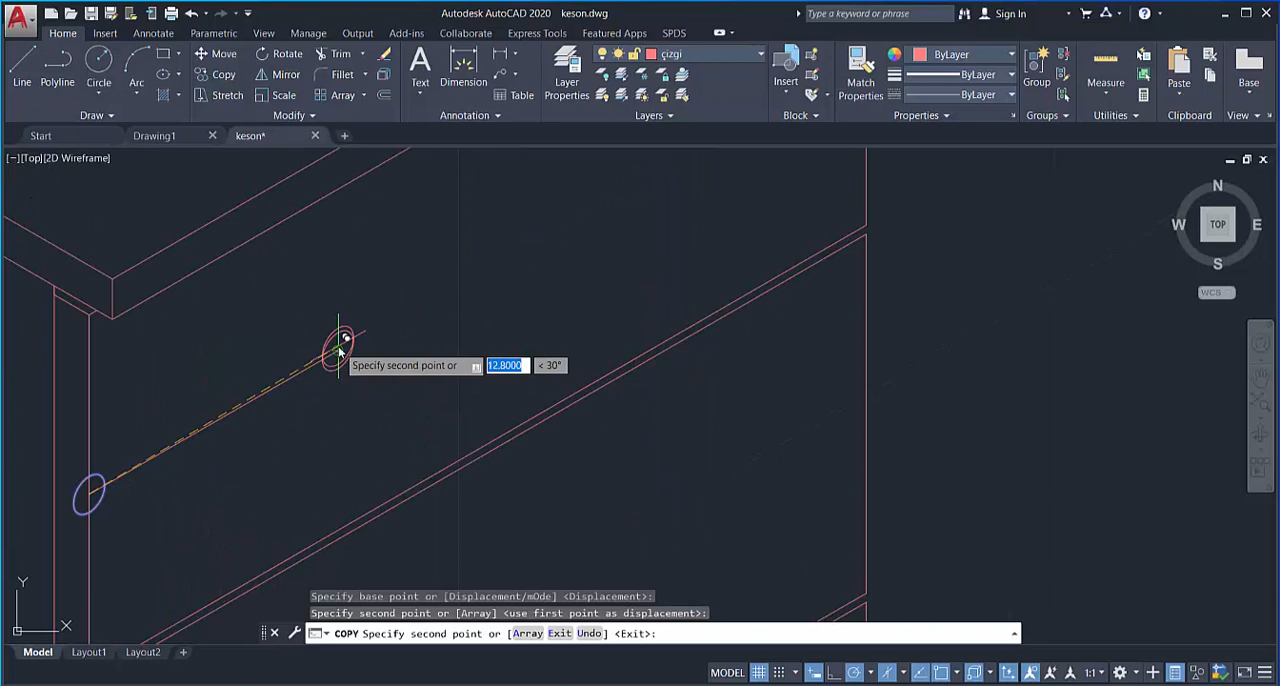 Autodesk AutoCAD 2020 keson.dwg
Type a keyword or phrase
Sign In
Home Insert Annotate Parametric View Manage Output Add-ins Collaborate Express Tools Featured Apps SPDS
Line Polyline Circle Arc
Move Rotate Trim
Copy Mirror Fillet
Stretch Scale Array
Text Dimension
Table
Layer Properties
çizgi
Insert
Match Properties
ByLayer
ByLayer
ByLayer
Group
Measure
Paste
Base
Draw Modify Annotation Layers Block Properties Groups Utilities Clipboard View
Start Drawing1 keson*
[−][Top][2D Wireframe]
N
W TOP E
S
WCS
Specify second point or 12.8000 < 30°
Y
X
Specify base point or [Displacement/mOde] <Displacement>:
Specify second point or [Array] <use first point as displacement>:
COPY Specify second point or [Array Exit Undo] <Exit>:
Model Layout1 Layout2
MODEL 1:1